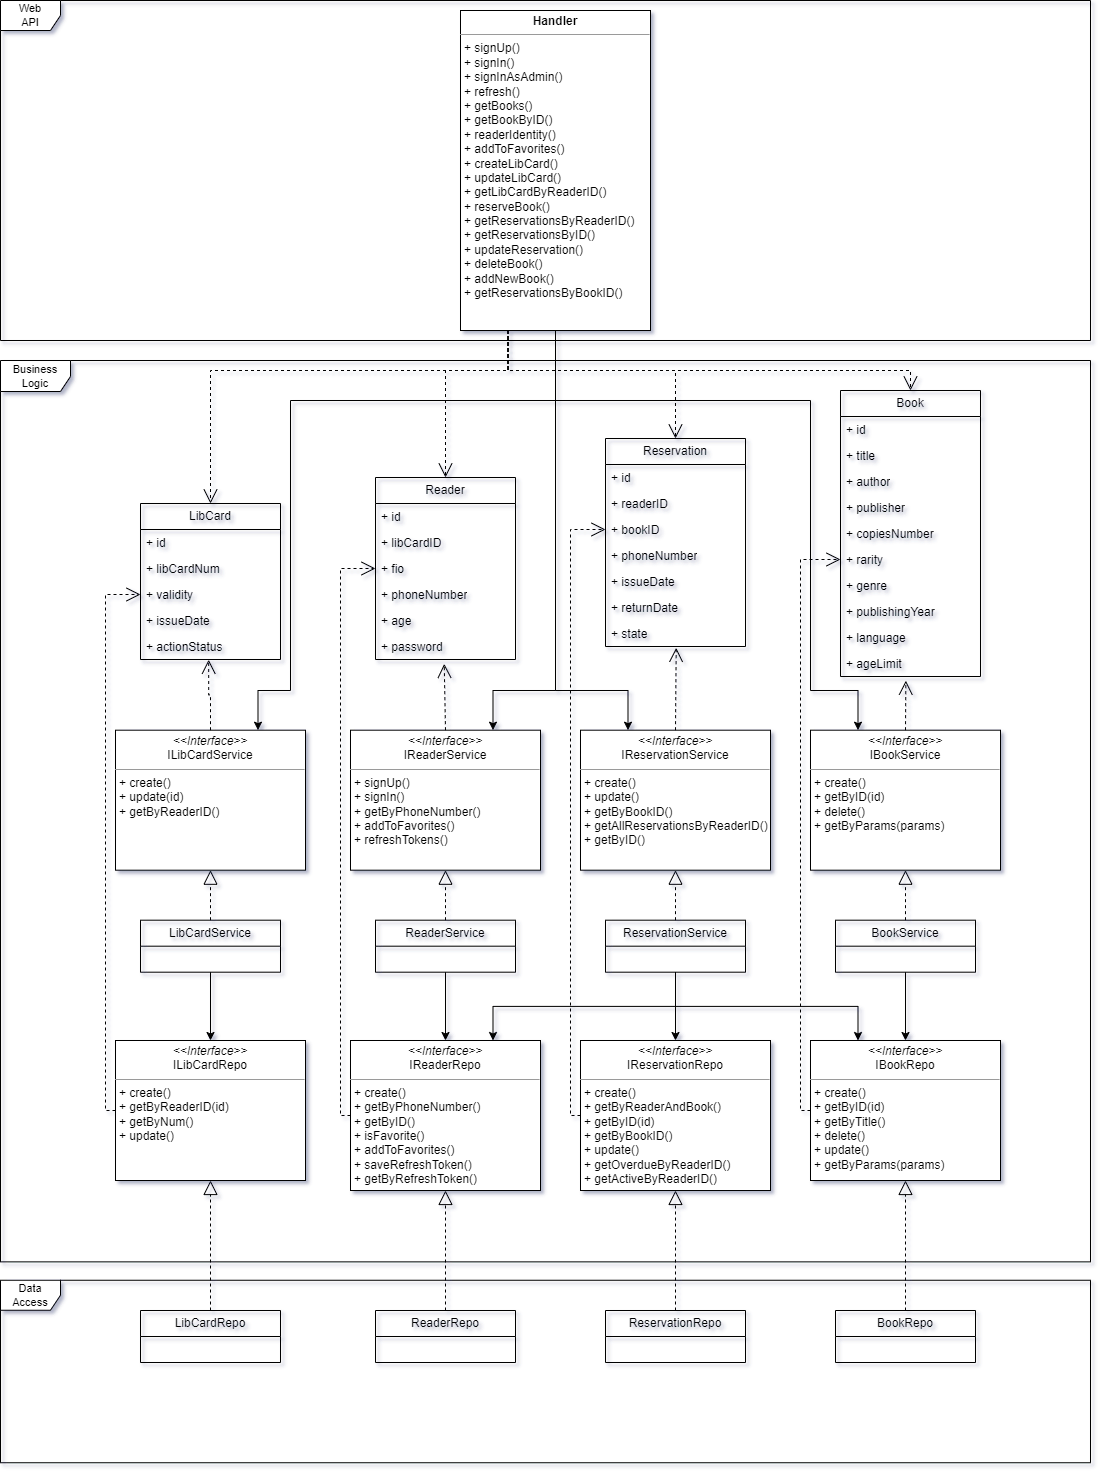 Web
API
Handler
+ signUp()
+ signIn()
+ signInAsAdmin()
+ refresh()
+ getBooks()
+ getBookByID()
+ readerIdentity()
+ addToFavorites()
+ createLibCard()
+ updateLibCard()
+ getLibCardByReaderID()
+ reserveBook()
+ getReservationsByReaderID()
+ getReservationsByID()
+ updateReservation()
+ deleteBook()
+ addNewBook()
+ getReservationsByBookID()
Business
Logic
LibCard
+ id
+ libCardNum
+ validity
+ issueDate
+ actionStatus
Reader
+ id
+ libCardID
+ fio
+ phoneNumber
+ age
+ password
Reservation
+ id
+ readerID
+ bookID
+ phoneNumber
+ issueDate
+ returnDate
+ state
Book
+ id
+ title
+ author
+ publisher
+ copiesNumber
+ rarity
+ genre
+ publishingYear
+ language
+ ageLimit
<<Interface>>
ILibCardService
+ create()
+ update(id)
+ getByReaderID()
<<Interface>>
IReaderService
+ signUp()
+ signIn()
+ getByPhoneNumber()
+ addToFavorites()
+ refreshTokens()
<<Interface>>
IReservationService
+ create()
+ update()
+ getByBookID()
+ getAllReservationsByReaderID()
+ getByID()
<<Interface>>
IBookService
+ create()
+ getByID(id)
+ delete()
+ getByParams(params)
LibCardService
ReaderService
ReservationService
BookService
<<Interface>>
ILibCardRepo
+ create()
+ getByReaderID(id)
+ getByNum()
+ update()
<<Interface>>
IReaderRepo
+ create()
+ getByPhoneNumber()
+ getByID()
+ isFavorite()
+ addToFavorites()
+ saveRefreshToken()
+ getByRefreshToken()
<<Interface>>
IReservationRepo
+ create()
+ getByReaderAndBook()
+ getByID(id)
+ getByBookID()
+ update()
+ getOverdueByReaderID()
+ getActiveByReaderID()
<<Interface>>
IBookRepo
+ create()
+ getByID(id)
+ getByTitle()
+ delete()
+ update()
+ getByParams(params)
Data
Access
LibCardRepo
ReaderRepo
ReservationRepo
BookRepo